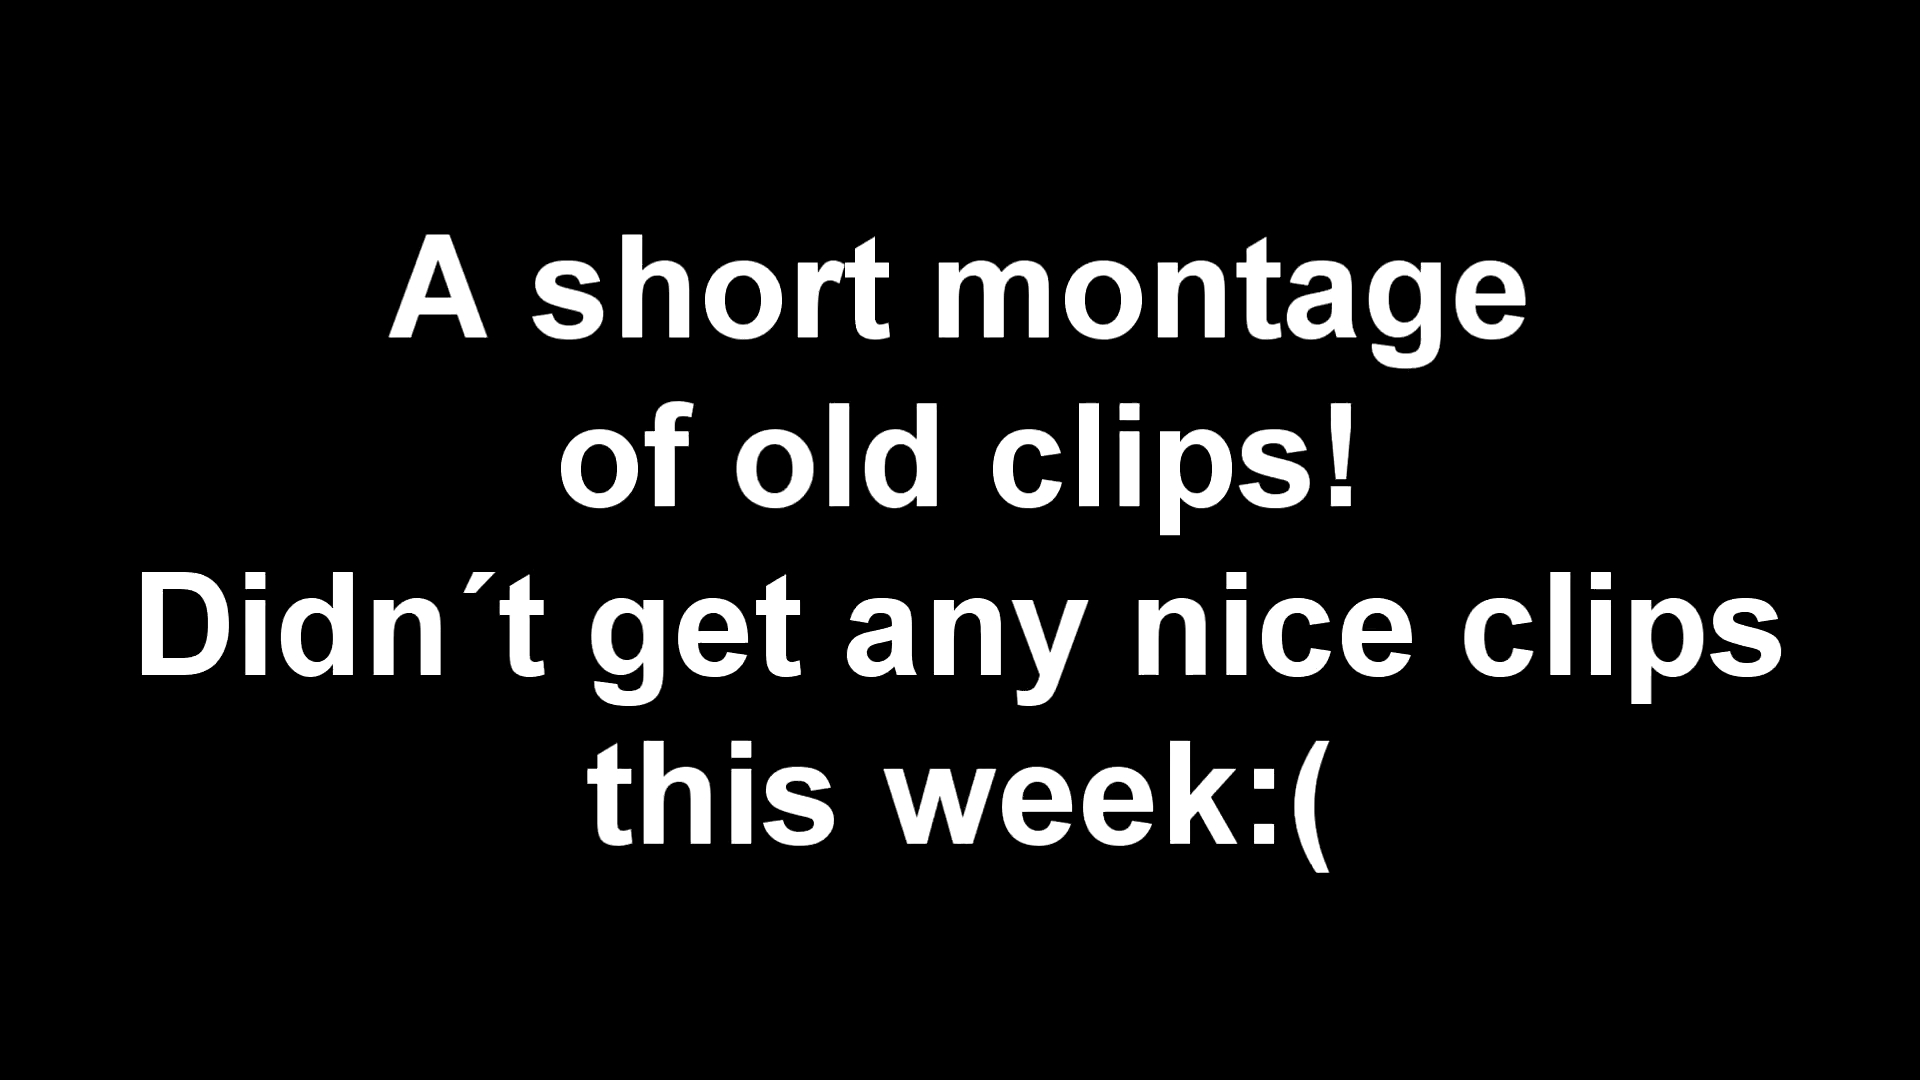 A short montage
of old clips!
Didn´t get any nice clips
this week:(